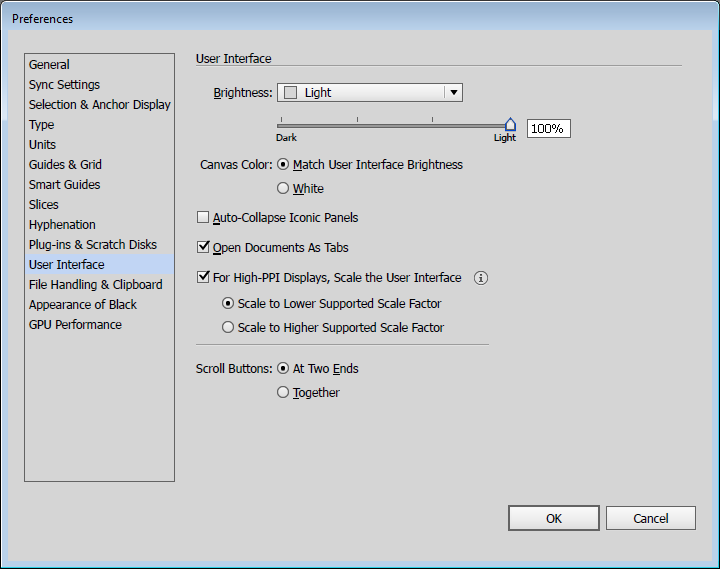 Preferences
General
Sync Settings
Selection & Anchor Display
Type
Units
Guides & Grid
Smart Guides
Slices
Hyphenation
Plug-ins & Scratch Disks
User Interface
File Handling & Clipboard
Appearance of Black
GPU Performance
User Interface
Brightness: Light
100%
Dark Light
Canvas Color: Match User Interface Brightness
White
Auto-Collapse Iconic Panels
Open Documents As Tabs
For High-PPI Displays, Scale the User Interface
Scale to Lower Supported Scale Factor
Scale to Higher Supported Scale Factor
Scroll Buttons: At Two Ends
Together
OK Cancel